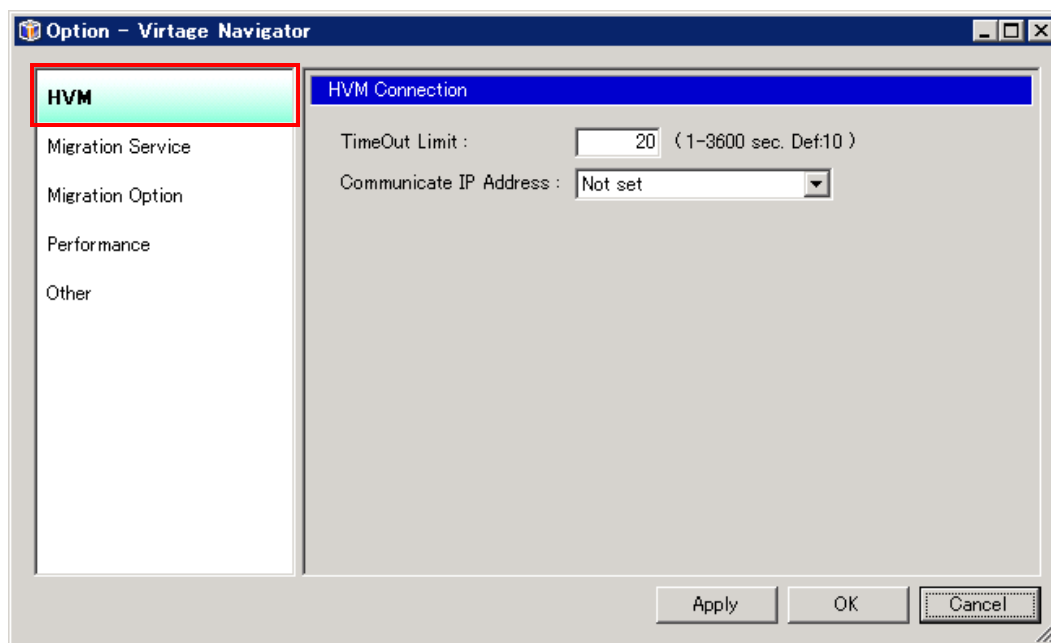 Option - Virtage Navigator
HVM
Migration Service
Migration Option
Performance
Other
HVM Connection
TimeOut Limit : 20 (1-3600 sec. Def:10 )
Communicate IP Address : Not set
Apply OK Cancel